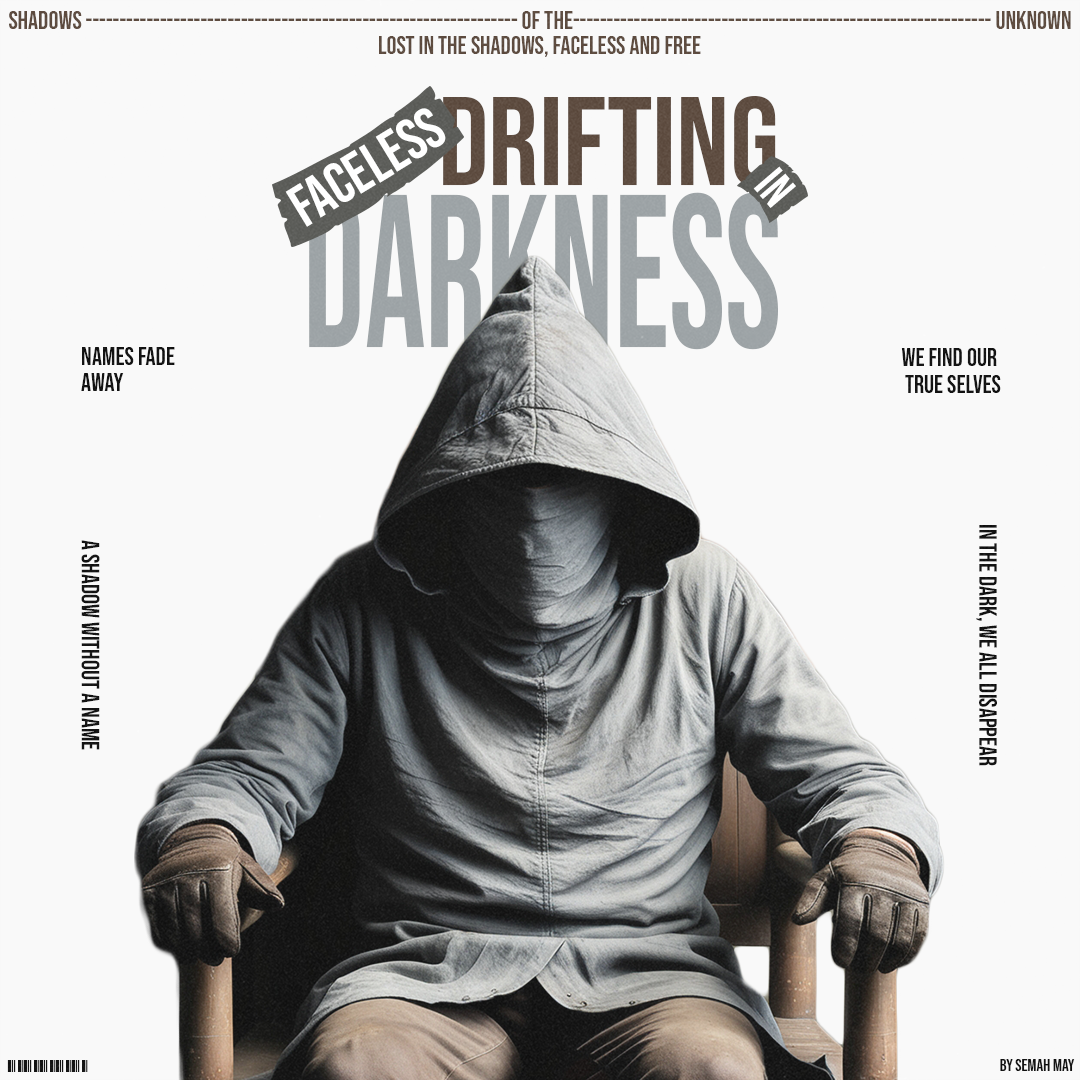 SHADOWS ---------- OF THE ---------- UNKNOWN
LOST IN THE SHADOWS, FACELESS AND FREE
FACELESS DRIFTING
IN
DARKNESS
NAMES FADE
AWAY
WE FIND OUR
TRUE SELVES
A SHADOW WITHOUT A NAME
IN THE DARK, WE ALL DISAPPEAR
BY SEMAH MAY